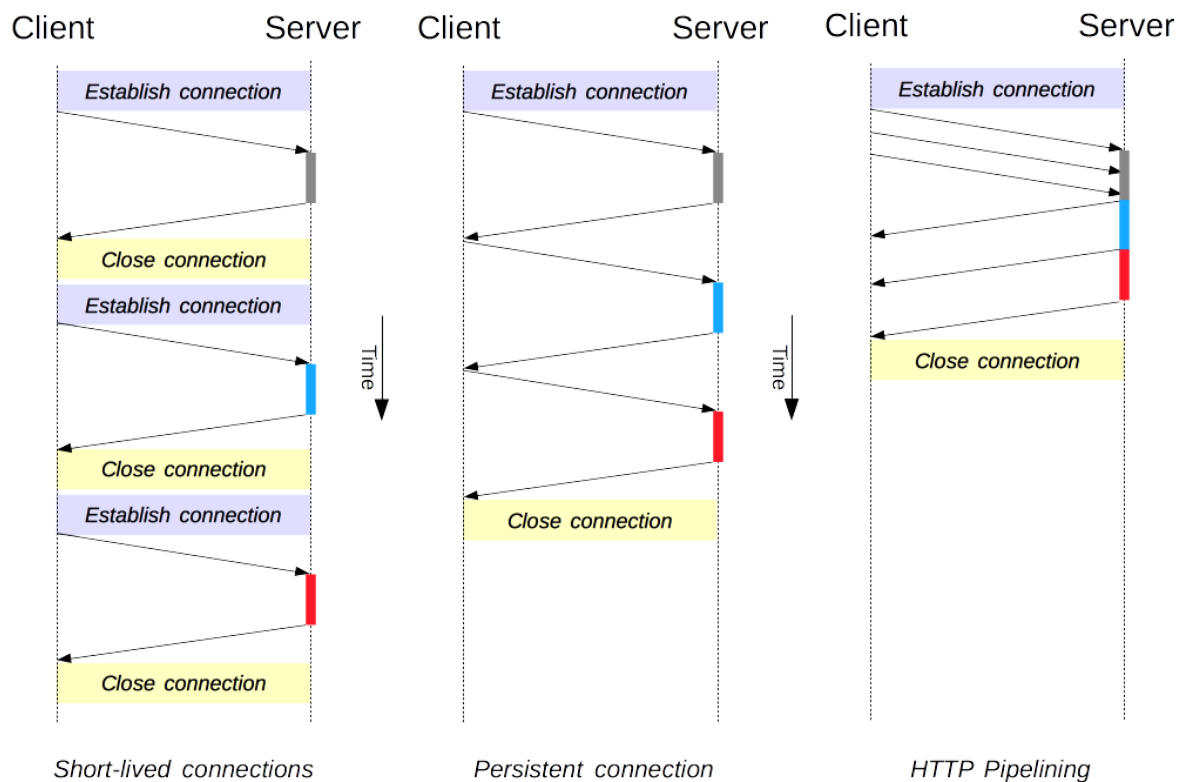 Client Server Client Server Client Server
Establish connection
Close connection
Establish connection
Close connection
Establish connection
Close connection
Short-lived connections
Time
Establish connection
Close connection
Persistent connection
Time
Establish connection
Close connection
HTTP Pipelining